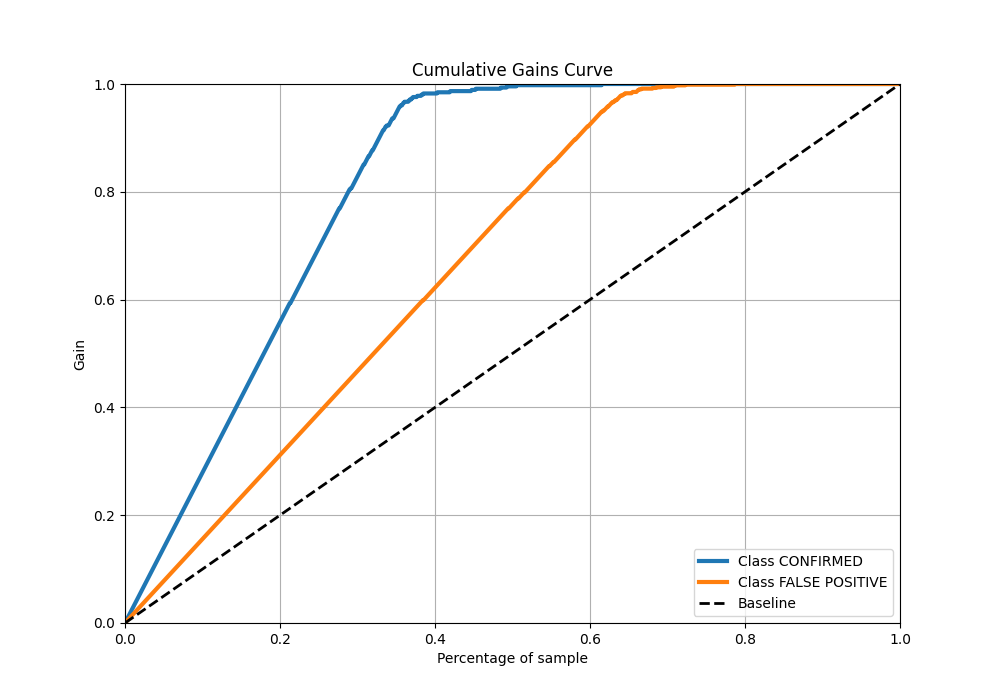 Cumulative Gains Curve
Gain
1.0
0.8
0.6
0.4
0.2
0.0
0.0 0.2 0.4 0.6 0.8 1.0
Percentage of sample
Class CONFIRMED
Class FALSE POSITIVE
Baseline